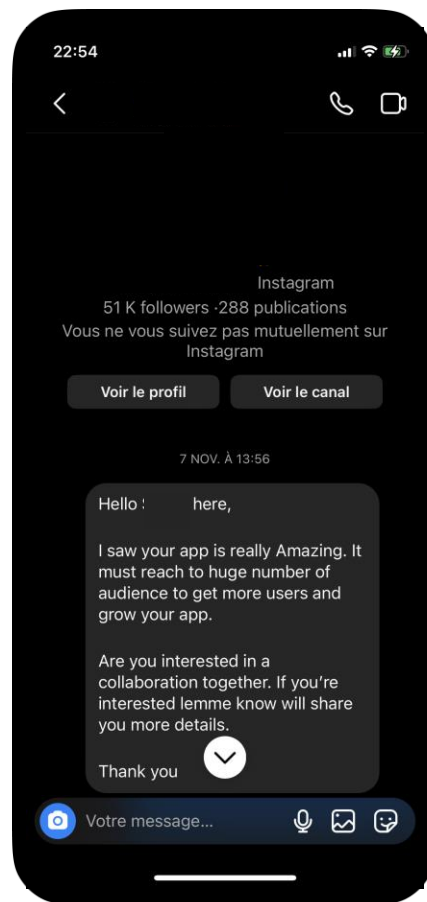 22:54
Instagram
51 K followers ·288 publications
Vous ne vous suivez pas mutuellement sur
Instagram
Voir le profil
Voir le canal
7 NOV. À 13:56
Hello here,
I saw your app is really Amazing. It
must reach to huge number of
audience to get more users and
grow your app.
Are you interested in a
collaboration together. If you're
interested lemme know will share
you more details.
Thank you
Votre message...